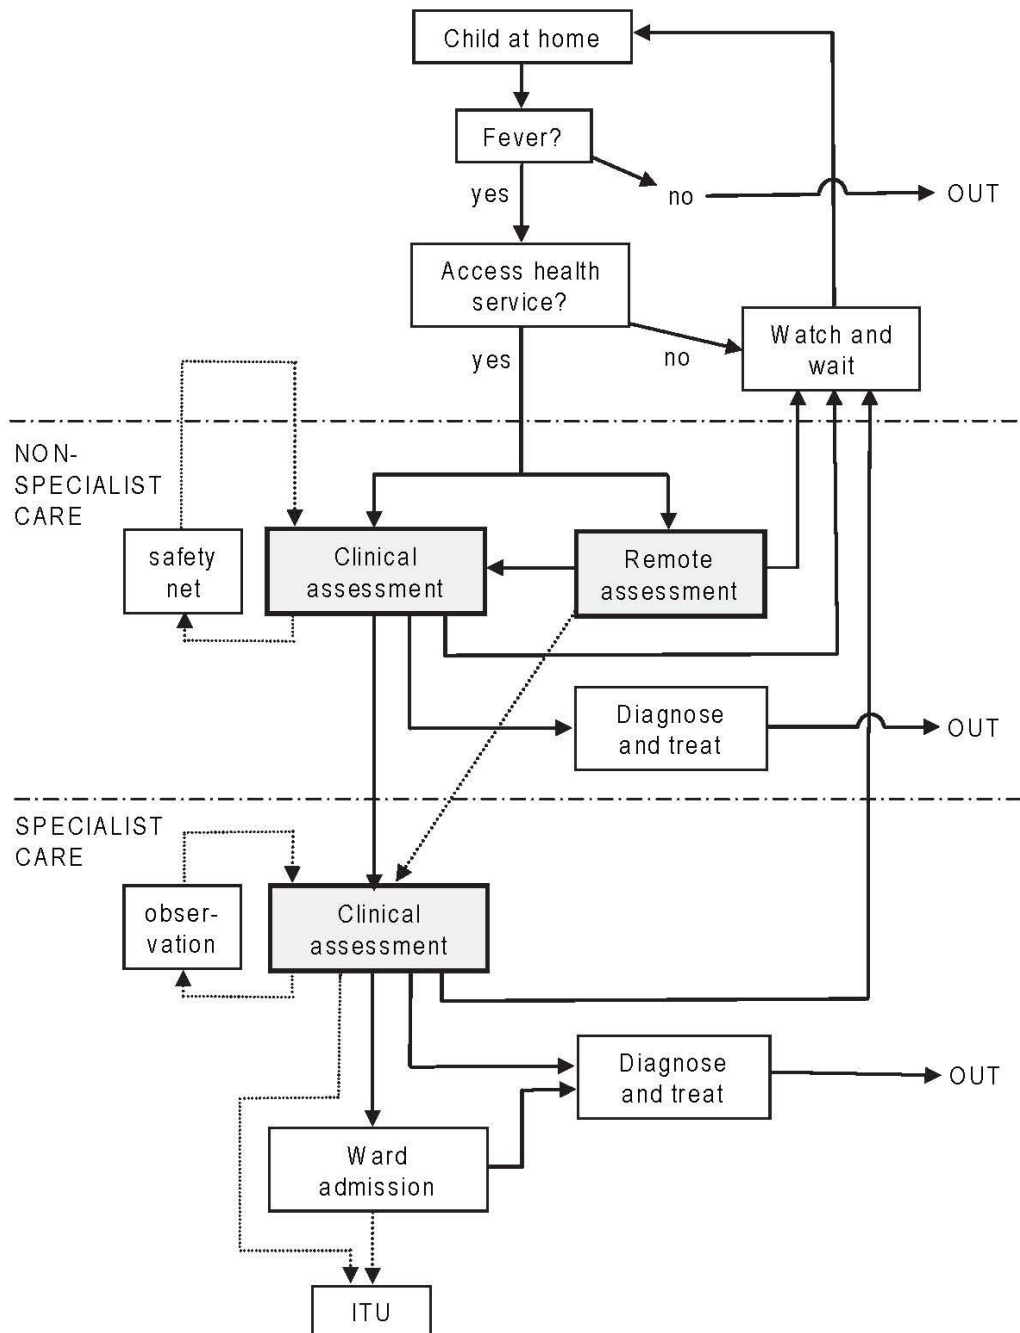 Child at home
Fever?
yes
no
OUT
Access health
service?
yes
no
Watch and
wait
NON-
SPECIALIST
CARE
safety
net
Clinical
assessment
Remote
assessment
Diagnose
and treat
OUT
SPECIALIST
CARE
obser-
vation
Clinical
assessment
Diagnose
and treat
OUT
Ward
admission
ITU